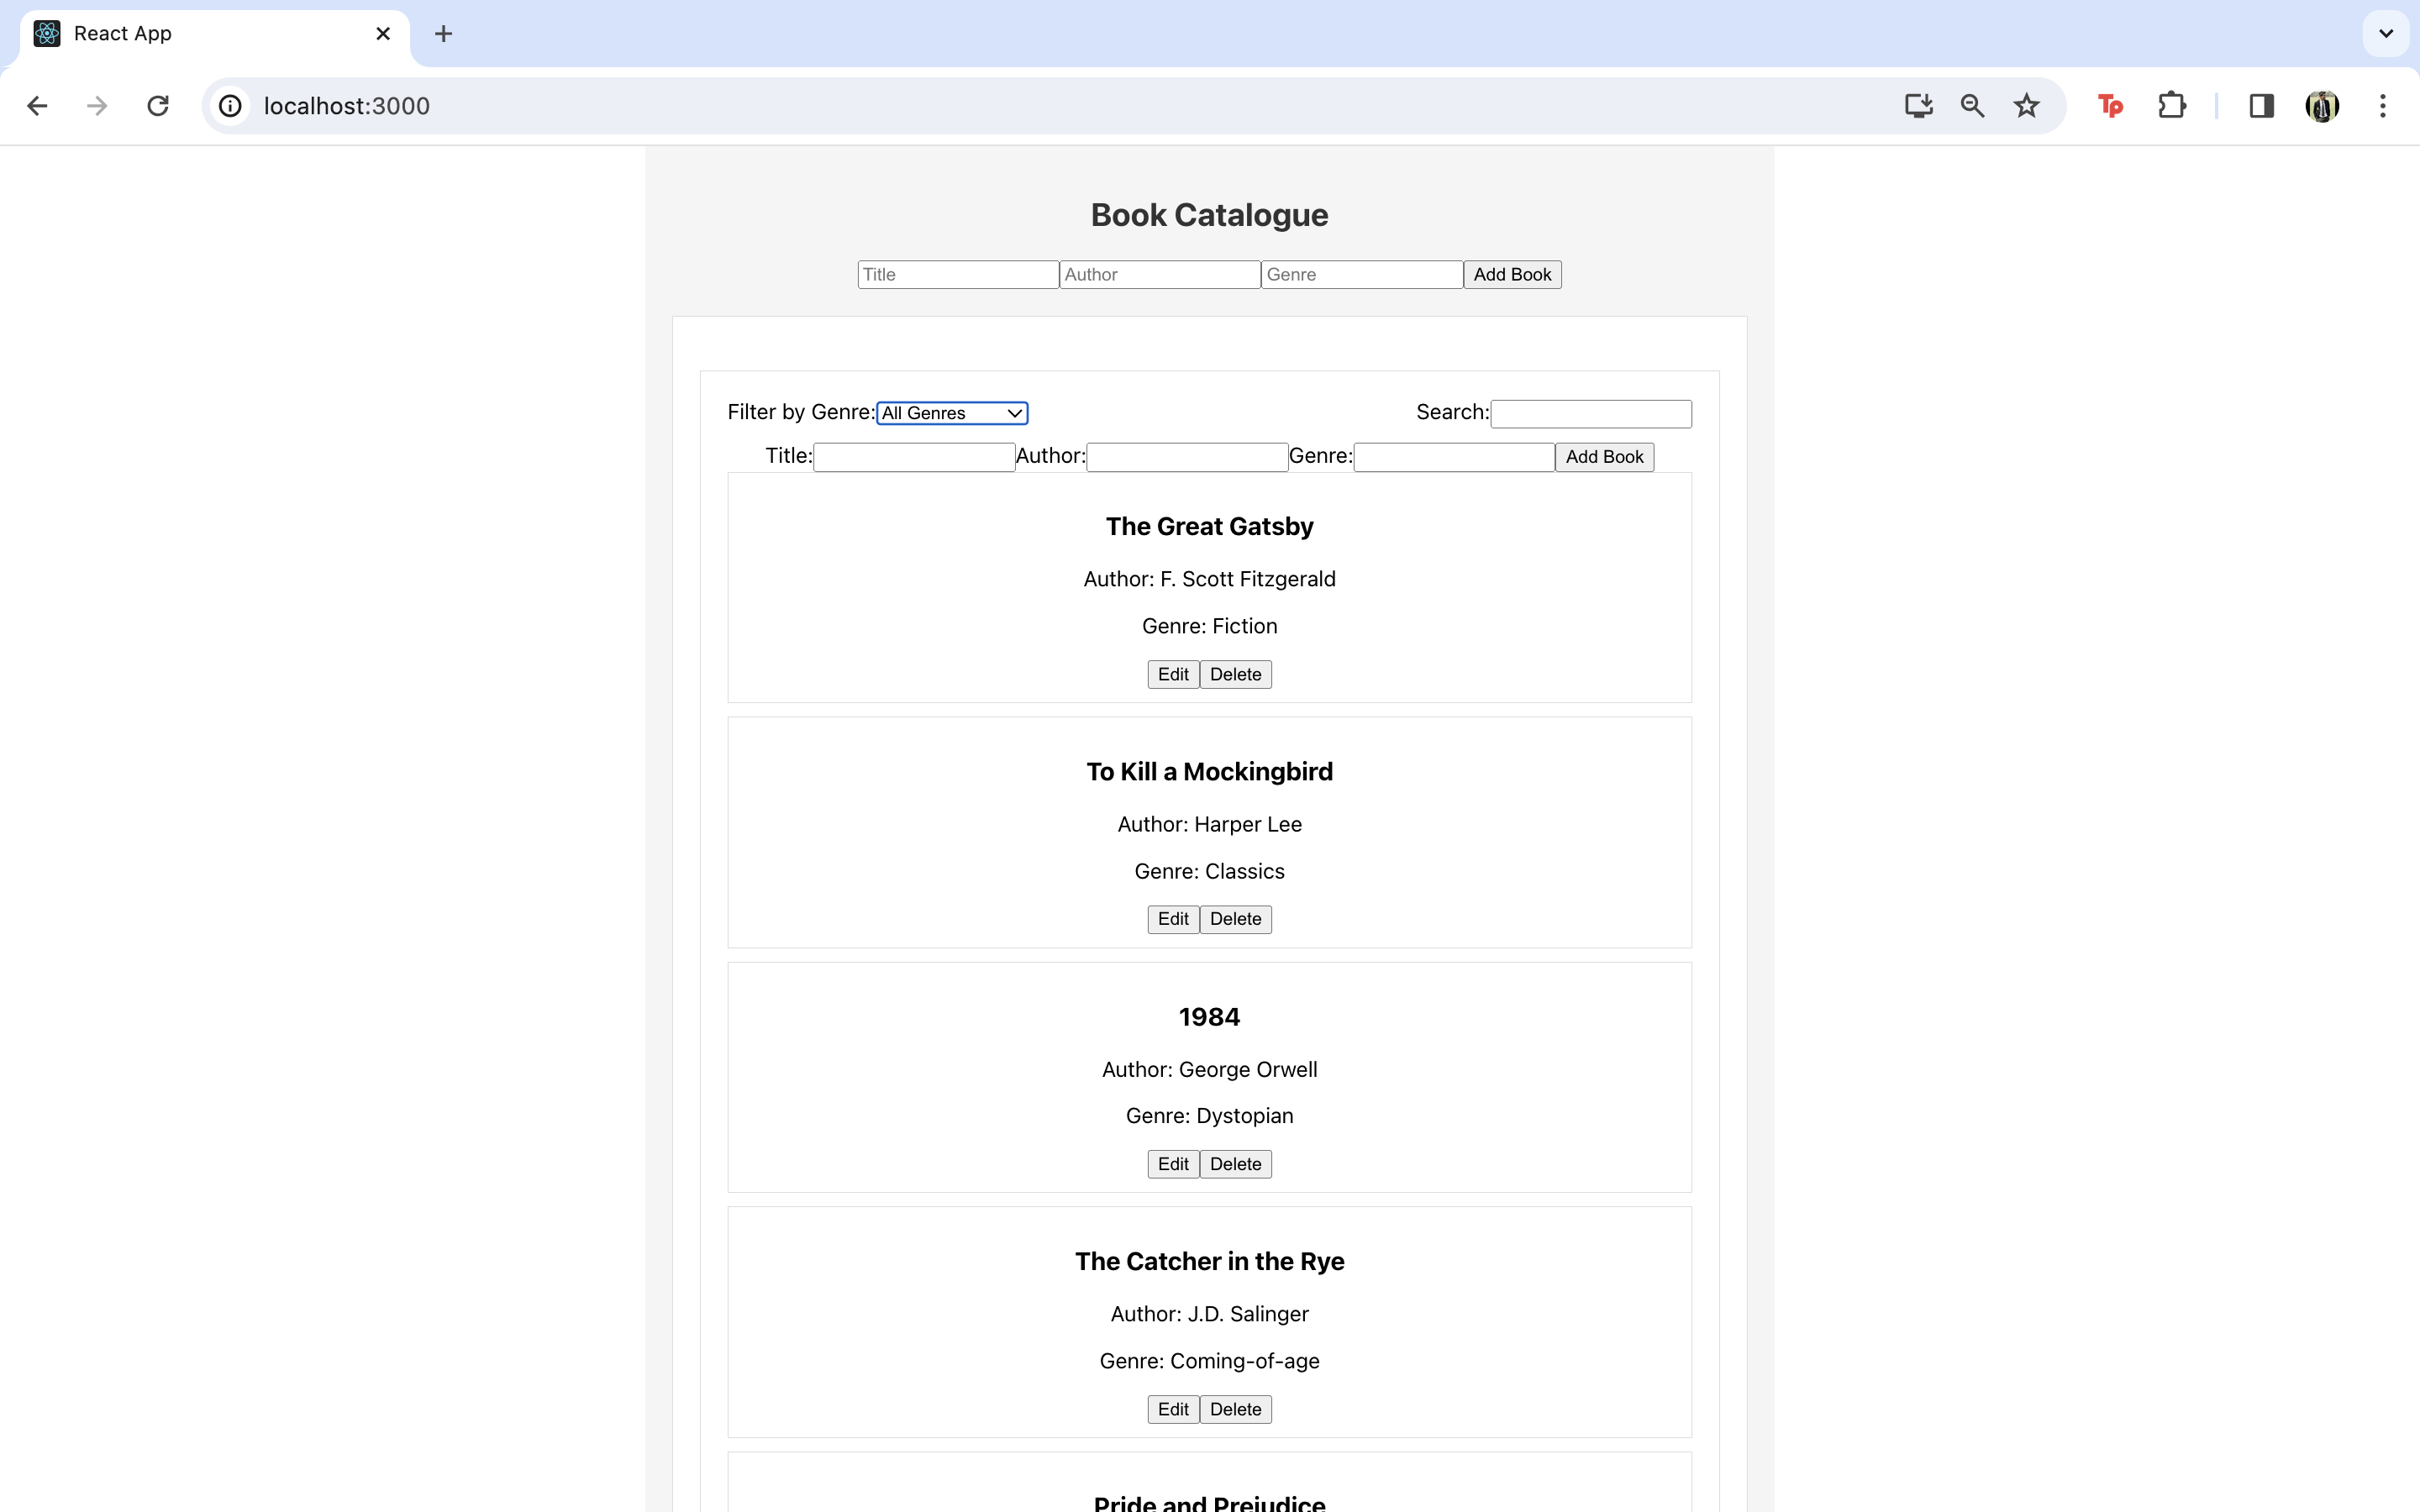 React App
localhost:3000
Tp
Book Catalogue
Title Author Genre Add Book
Filter by Genre: All Genres Search:
Title: Author: Genre: Add Book
The Great Gatsby
Author: F. Scott Fitzgerald
Genre: Fiction
Edit Delete
To Kill a Mockingbird
Author: Harper Lee
Genre: Classics
Edit Delete
1984
Author: George Orwell
Genre: Dystopian
Edit Delete
The Catcher in the Rye
Author: J.D. Salinger
Genre: Coming-of-age
Edit Delete
Pride and Prejudice